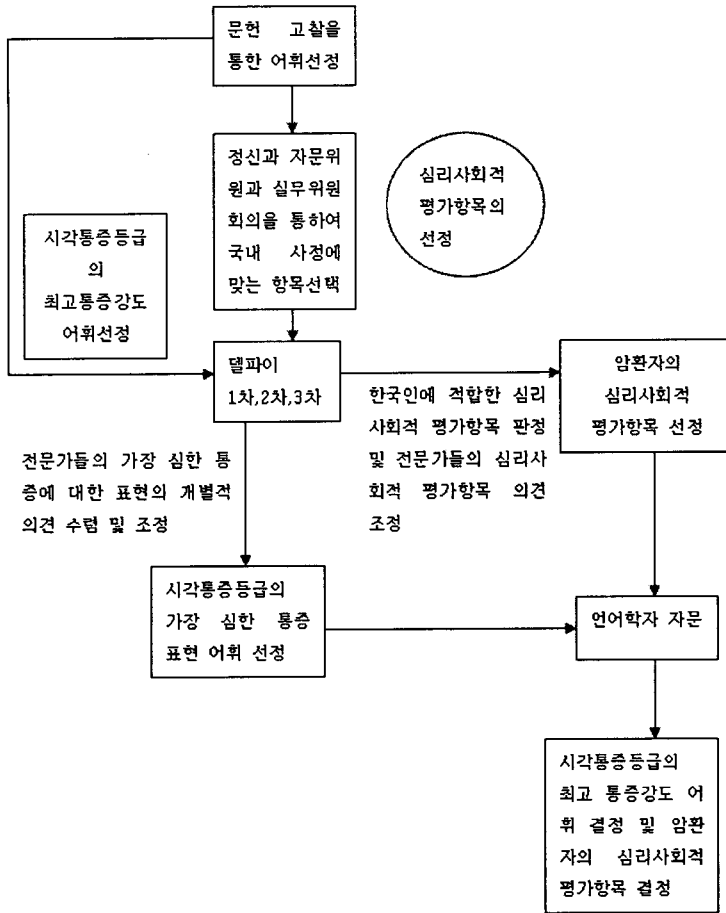 문헌 고찰을
통한 어휘선정
정신과 자문위
원과 실무위원
회의을 통하여
국내 사정에
맞는 항목선택
심리사회적
평가항목의
선정
시각통증등급
의
최고통증강도
어휘선정
델파이
1차,2차,3차
암환자의
심리사회적
평가항목 선정
한국인에 적합한 심리
사회적 평가항목 판정
및 전문가들의 심리사
회적 평가항목 의견
조정
전문가들의 가장 심한 통
증에 대한 표현의 개별적
의견 수렴 및 조정
시각통증등급의
가장 심한 통증
표현 어휘 선정
언어학자 자문
시각통증등급의
최고 통증강도 어
휘 결정 및 암환
자의 심리사회적
평가항목 결정